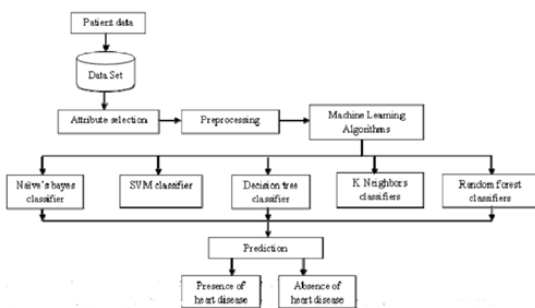 Patient data
Data Set
Attribute selection
Preprocessing
Machine Learning
Algorithms
Naïve's bayes
classifier
SVM classifier
Decision tree
classifier
K Neighbors
classifiers
Random forest
classifiers
Prediction
Presence of
heart disease
Absence of
heart disease